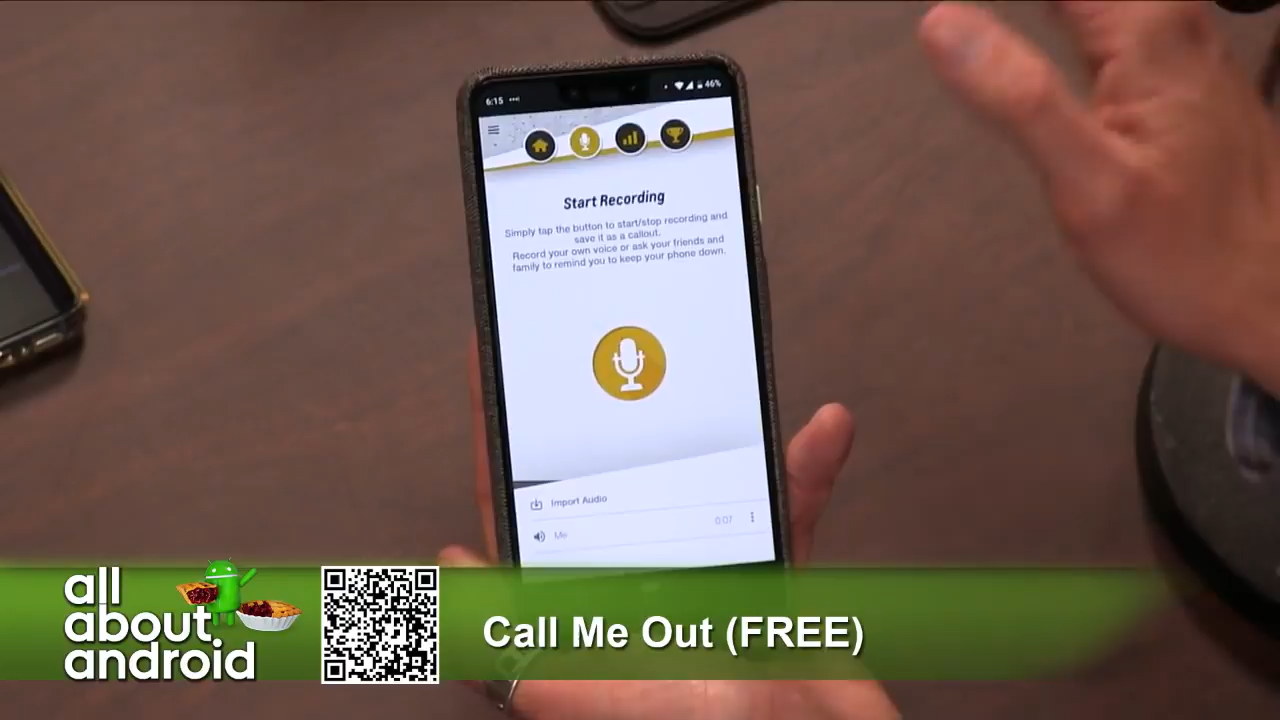 6:15
46%
Start Recording
Simply tap the button to start/stop recording and
save it as a callout.
Record your own voice or ask your friends and
family to remind you to keep your phone down.
Import Audio
Me 0:07
all
about
android
Call Me Out (FREE)